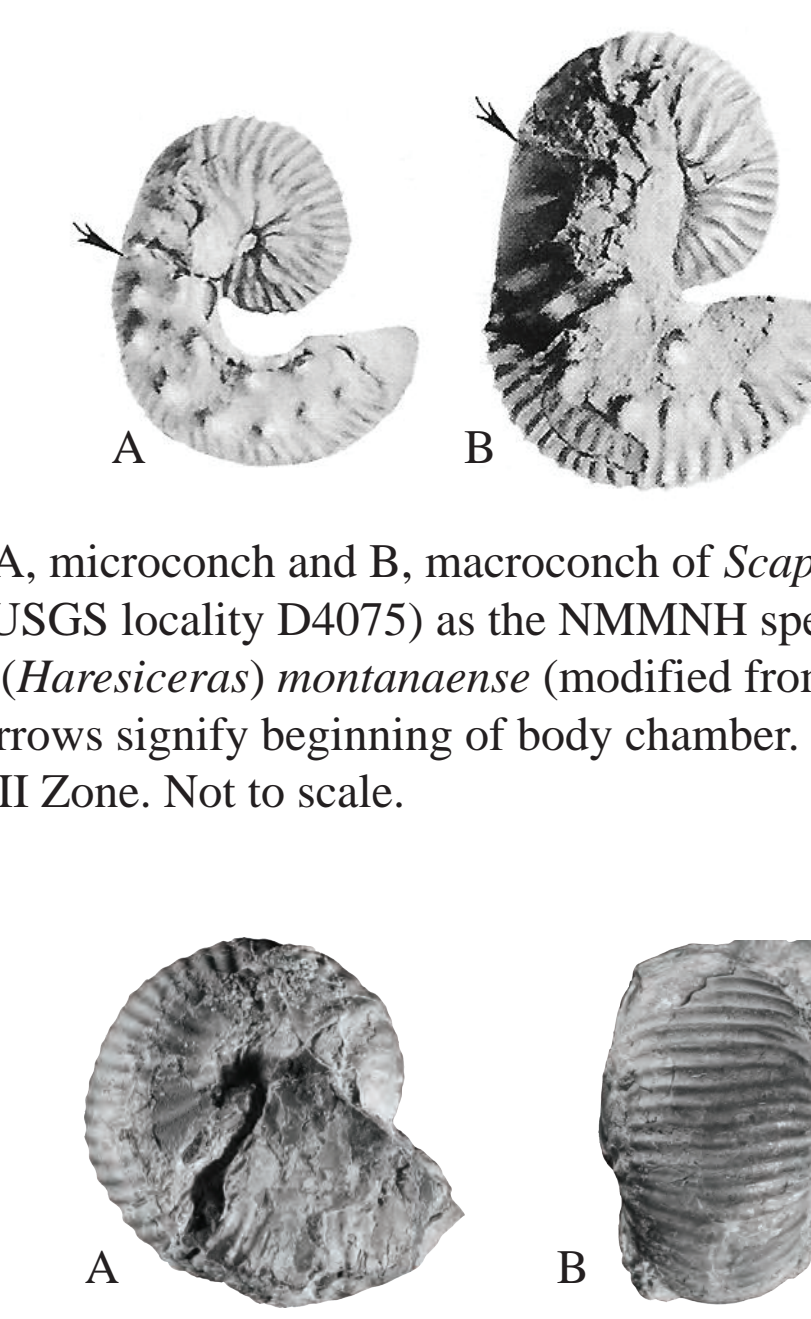 A B
A, microconch and B, macroconch of Scap
USGS locality D4075) as the NMMNH spe
(Haresiceras) montanaense (modified from
rrows signify beginning of body chamber.
II Zone. Not to scale.
A B